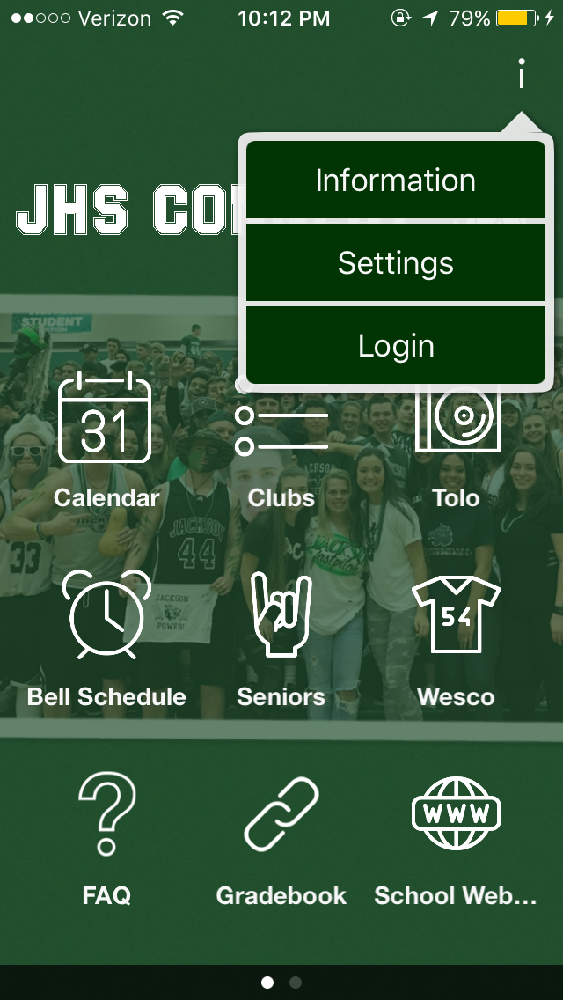 Verizon 10:12 PM 79%
i
Information
JHS CO
Settings
Login
STUDENT
31
Calendar Clubs Tolo
JACKSON
44
33
JACKSON
POWER!
54
Bell Schedule Seniors Wesco
WWW
FAQ Gradebook School Web...